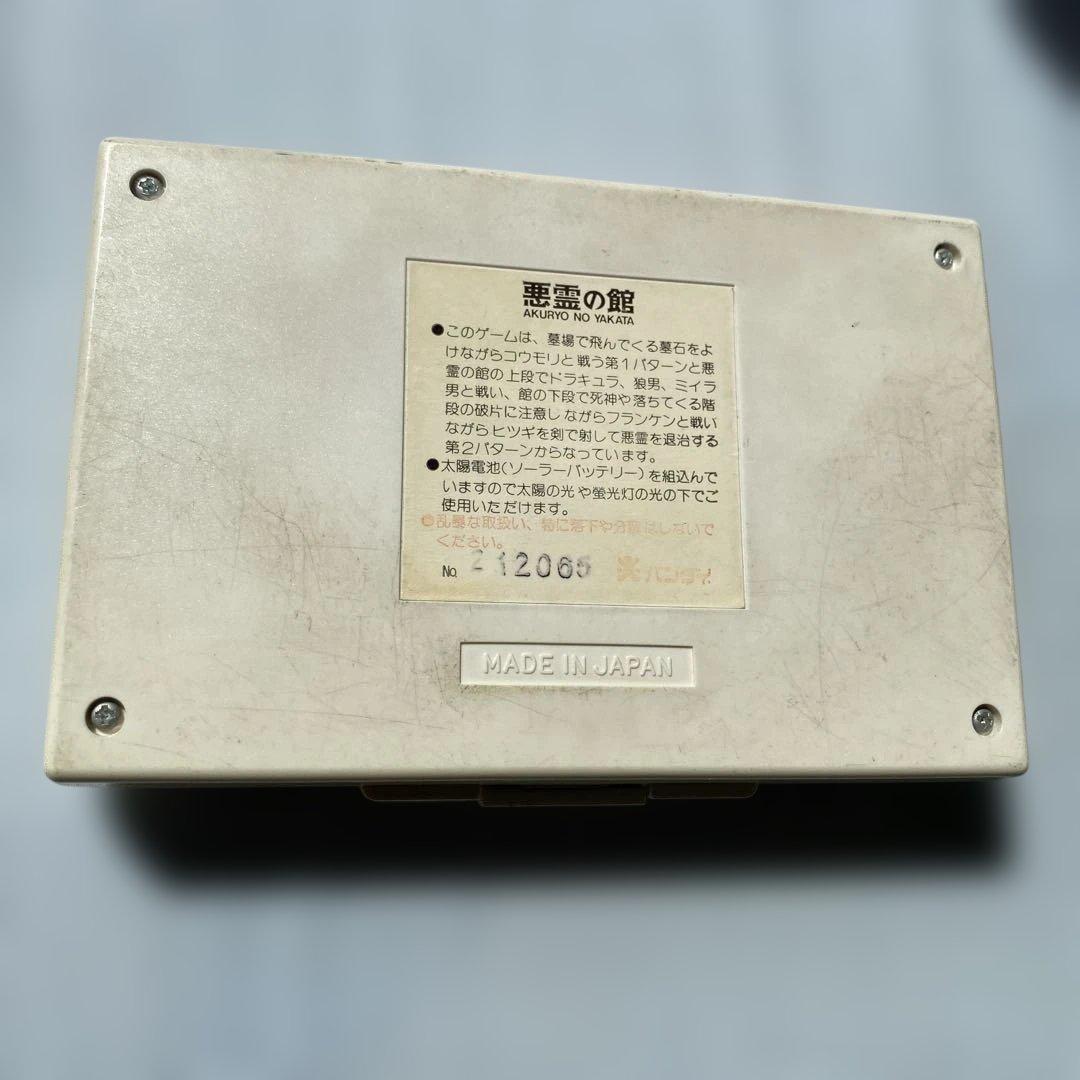 悪霊の館
AKURYO NO YAKATA
●このゲームは、墓場で飛んでくる墓石をよ
けながらコウモリと戦う第1パターンと悪
霊の館の上段でドラキュラ、狼男、ミイラ
男と戦い、館の下段で死神や落ちてくる階
段の破片に注意しながらフランケンと戦い
ながらヒツギを剣で射して悪霊を退治する
第2パターンからなっています。
●太陽電池(ソーラーバッテリー)を組込んで
いますので太陽の光や螢光灯の光の下でご
使用いただけます。
●乱暴な取扱い、特に落下や分解はしないで
ください。
No. 212065 バンダイ
MADE IN JAPAN